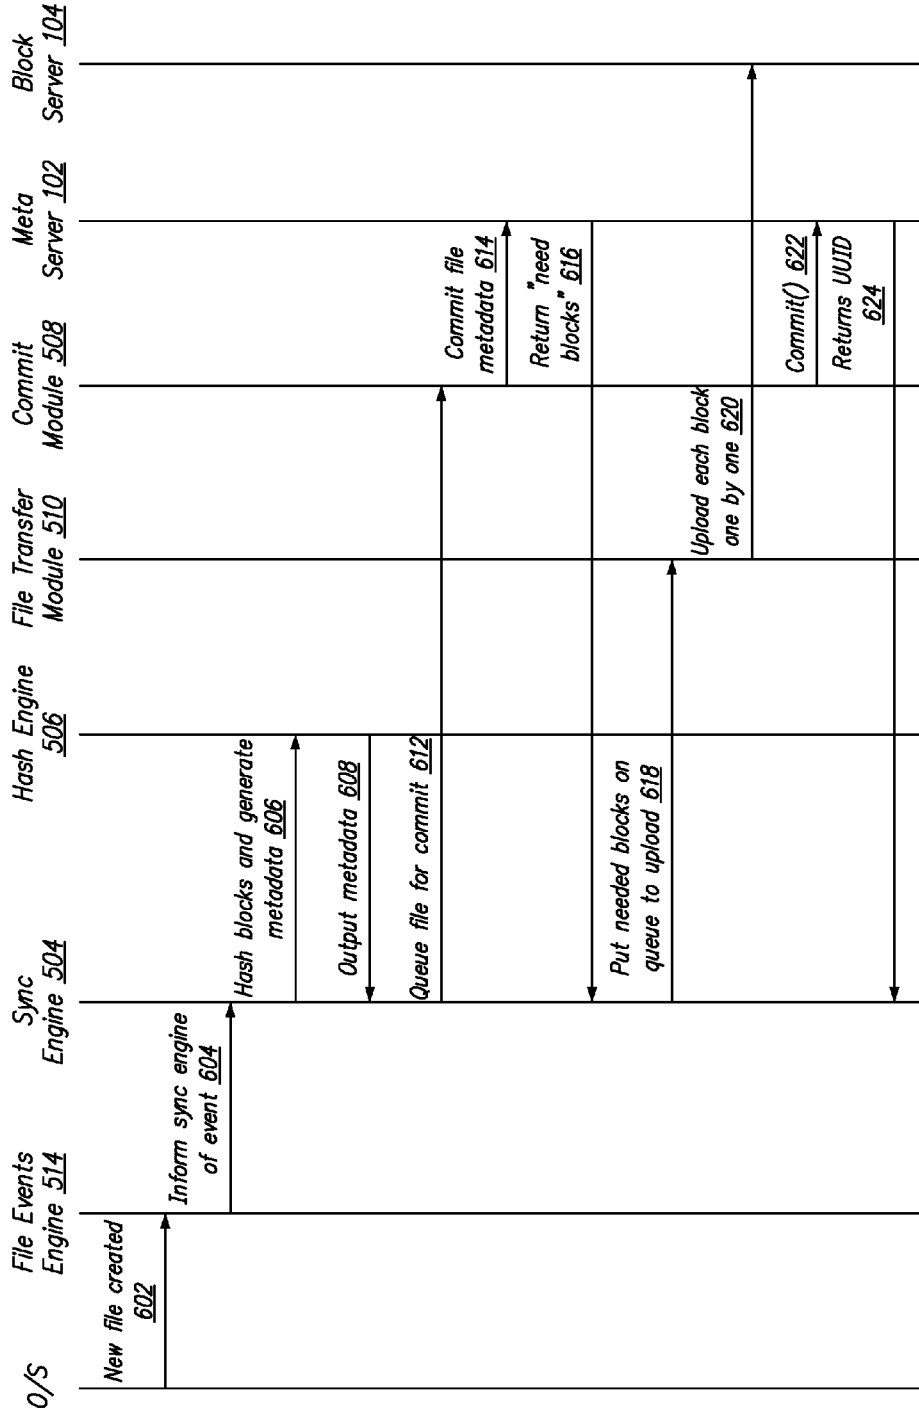 O/S
File Events
Engine 514
Sync
Engine 504
Hash Engine
506
File Transfer
Module 510
Commit
Module 508
Meta
Server 102
Block
Server 104
New file created
602
Inform sync engine
of event 604
Hash blocks and generate
metadata 606
Output metadata 608
Queue file for commit 612
Commit file
metadata 614
Return "need
blocks" 616
Put needed blocks on
queue to upload 618
Upload each block
one by one 620
Commit() 622
Returns UUID
624